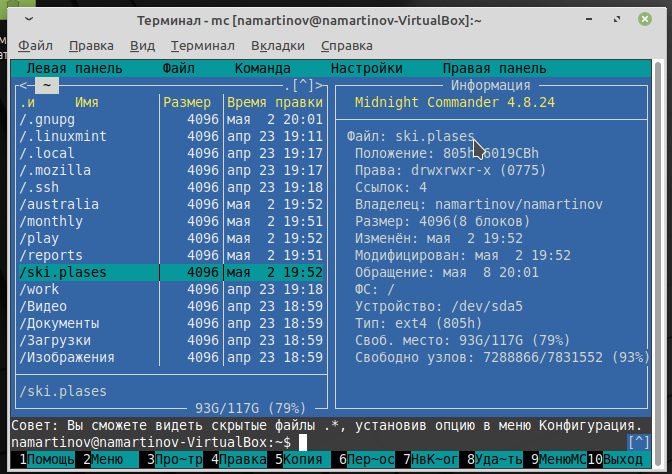 Терминал - mc [namartinov@namartinov-VirtualBox]:~
Файл Правка Вид Терминал Вкладки Справка
Левая панель Файл Команда Настройки Правая панель
<─ ~ .[^]> Информация
.и Имя Размер Время правки Midnight Commander 4.8.24
/.gnupg 4096 мая 2 20:01
/.linuxmint 4096 апр 23 19:11 Файл: ski.plases
/.local 4096 апр 23 19:17 Положение: 805h:6019CBh
/.mozilla 4096 апр 23 19:17 Права: drwxrwxr-x (0775)
/.ssh 4096 апр 23 19:18 Ссылок: 4
/australia 4096 мая 2 19:52 Владелец: namartinov/namartinov
/monthly 4096 мая 2 19:51 Размер: 4096(8 блоков)
/play 4096 мая 2 19:52 Изменён: мая 2 19:52
/reports 4096 мая 2 19:51 Модифицирован: мая 2 19:52
/ski.plases 4096 мая 2 19:52 Обращение: мая 8 20:01
/work 4096 апр 23 19:18 ФС: /
/Видео 4096 апр 23 18:59 Устройство: /dev/sda5
/Документы 4096 апр 23 18:59 Тип: ext4 (805h)
/Загрузки 4096 апр 23 18:59 Своб. место: 93G/117G (79%)
/Изображения 4096 апр 23 18:59 Свободно узлов: 7288866/7831552 (93%)
/ski.plases
93G/117G (79%)
Совет: Вы сможете видеть скрытые файлы .*, установив опцию в меню Конфигурация.
namartinov@namartinov-VirtualBox:~$ [^]
1Помощь 2Меню 3Про~тр 4Правка 5Копия 6Пер~ос 7НвК~ог 8Уда~ть 9МенюMC 10Выход